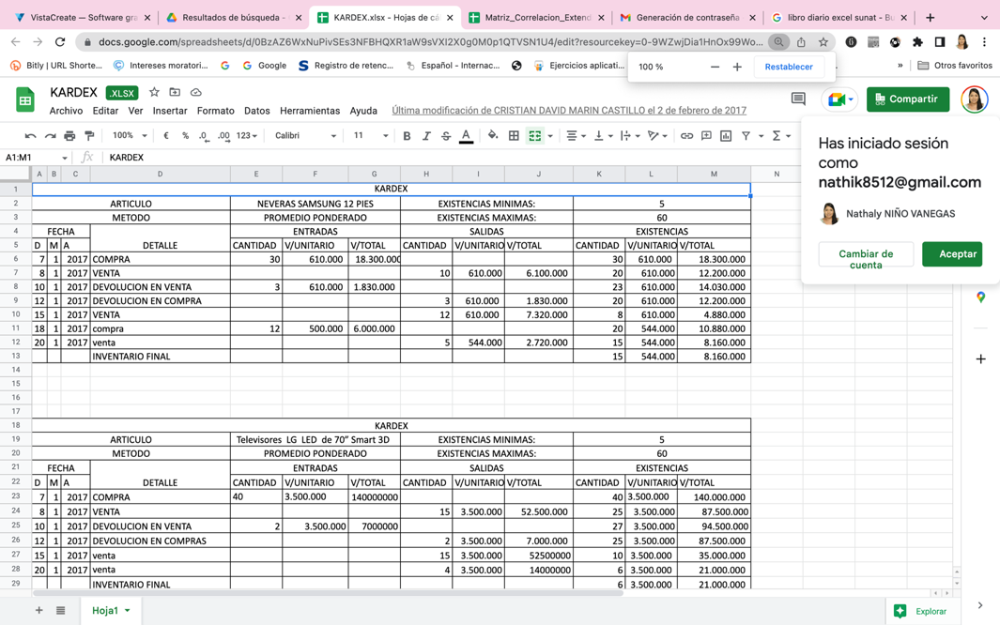 VistaCreate — Software gra
Resultados de búsqueda -
KARDEX.xlsx - Hojas de cá
Matriz_Correlacion_Extend
Generación de contraseña
libro diario excel sunat - Bu
docs.google.com/spreadsheets/d/0BzAZ6WxNuPivSEs3NFBHQXR1aW9sVXI2X0g0M0p1QTVSN1U4/edit?resourcekey=0-9WZwjDia1HnOx99Wo...
Bitly | URL Shorte...
Intereses moratori...
Google
Registro de retenc...
Español - Internac...
Ejercicios aplicati...
100 %
Restablecer
»
Otros favoritos
KARDEX .XLSX
Archivo Editar Ver Insertar Formato Datos Herramientas Ayuda Última modificación de CRISTIAN DAVID MARIN CASTILLO el 2 de febrero de 2017
Compartir
100% € % .0 .00 123 Calibri 11 B I S A
A1:M1 fx KARDEX
Has iniciado sesión
como
nathik8512@gmail.com
Nathaly NIÑO VANEGAS
Cambiar de
cuenta
Aceptar
A B C D E F G H I J K L M N
1 KARDEX
2 ARTICULO NEVERAS SAMSUNG 12 PIES EXISTENCIAS MINIMAS: 5
3 METODO PROMEDIO PONDERADO EXISTENCIAS MAXIMAS: 60
4 FECHA ENTRADAS SALIDAS EXISTENCIAS
5 D M A DETALLE CANTIDAD V/UNITARIO V/TOTAL CANTIDAD V/UNITARIO V/TOTAL CANTIDAD V/UNITARIO V/TOTAL
6 7 1 2017 COMPRA 30 610.000 18.300.000 30 610.000 18.300.000
7 8 1 2017 VENTA 10 610.000 6.100.000 20 610.000 12.200.000
8 10 1 2017 DEVOLUCION EN VENTA 3 610.000 1.830.000 23 610.000 14.030.000
9 12 1 2017 DEVOLUCION EN COMPRA 3 610.000 1.830.000 20 610.000 12.200.000
10 15 1 2017 VENTA 12 610.000 7.320.000 8 610.000 4.880.000
11 18 1 2017 compra 12 500.000 6.000.000 20 544.000 10.880.000
12 20 1 2017 venta 5 544.000 2.720.000 15 544.000 8.160.000
13 INVENTARIO FINAL 15 544.000 8.160.000
14
15
16
17
18 KARDEX
19 ARTICULO Televisores LG LED de 70” Smart 3D EXISTENCIAS MINIMAS: 5
20 METODO PROMEDIO PONDERADO EXISTENCIAS MAXIMAS: 60
21 FECHA ENTRADAS SALIDAS EXISTENCIAS
22 D M A DETALLE CANTIDAD V/UNITARIO V/TOTAL CANTIDAD V/UNITARIO V/TOTAL CANTIDAD V/UNITARIO V/TOTAL
23 7 1 2017 COMPRA 40 3.500.000 140000000 40 3.500.000 140.000.000
24 8 1 2017 VENTA 15 3.500.000 52.500.000 25 3.500.000 87.500.000
25 10 1 2017 DEVOLUCION EN VENTA 2 3.500.000 7000000 27 3.500.000 94.500.000
26 12 1 2017 DEVOLUCION EN COMPRAS 2 3.500.000 7.000.000 25 3.500.000 87.500.000
27 15 1 2017 venta 15 3.500.000 52500000 10 3.500.000 35.000.000
28 20 1 2017 venta 4 3.500.000 14000000 6 3.500.000 21.000.000
29 INVENTARIO FINAL 6 3.500.000 21.000.000
Hoja1
Explorar